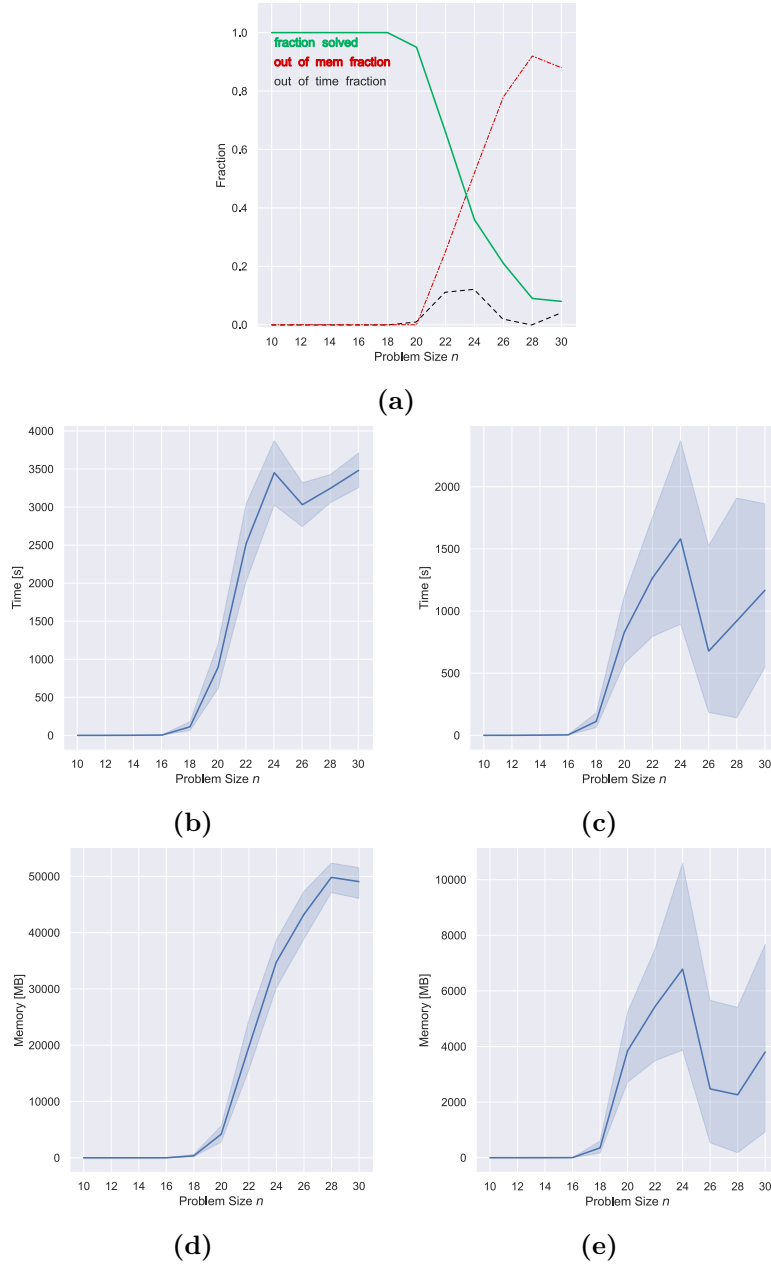 1.0
fraction solved
out of mem fraction
out of time fraction
0.8
0.6
0.4
0.2
0.0
Fraction
10 12 14 16 18 20 22 24 26 28 30
Problem Size n
(a)
4000
3500
3000
2500
2000
1500
1000
500
0
Time [s]
10 12 14 16 18 20 22 24 26 28 30
Problem Size n
(b)
2000
1500
1000
500
0
Time [s]
10 12 14 16 18 20 22 24 26 28 30
Problem Size n
(c)
50000
40000
30000
20000
10000
0
Memory [MB]
10 12 14 16 18 20 22 24 26 28 30
Problem Size n
(d)
10000
8000
6000
4000
2000
0
Memory [MB]
10 12 14 16 18 20 22 24 26 28 30
Problem Size n
(e)